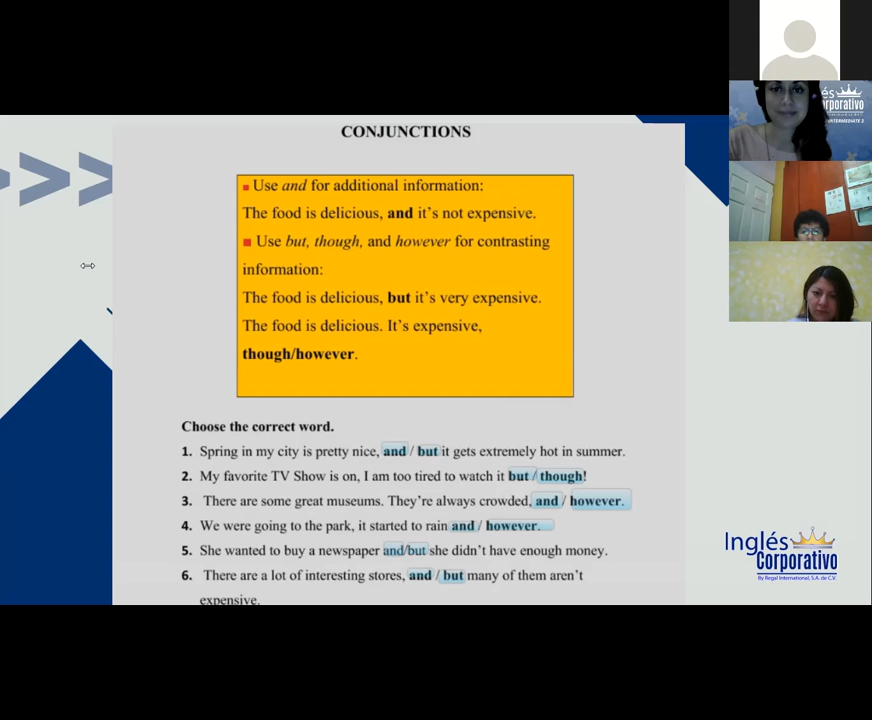 CONJUNCTIONS
■ Use and for additional information:
The food is delicious, and it's not expensive.
■ Use but, though, and however for contrasting
information:
The food is delicious, but it's very expensive.
The food is delicious. It's expensive,
though/however.
Choose the correct word.
1. Spring in my city is pretty nice, and / but it gets extremely hot in summer.
2. My favorite TV Show is on, I am too tired to watch it but / though!
3. There are some great museums. They're always crowded, and / however.
4. We were going to the park, it started to rain and / however.
5. She wanted to buy a newspaper and/but she didn't have enough money.
6. There are a lot of interesting stores, and / but many of them aren't
expensive.
és
orporativo
INTERMEDIATE 2
Inglés
Corporativo
By Regal International, S.A. de C.V.